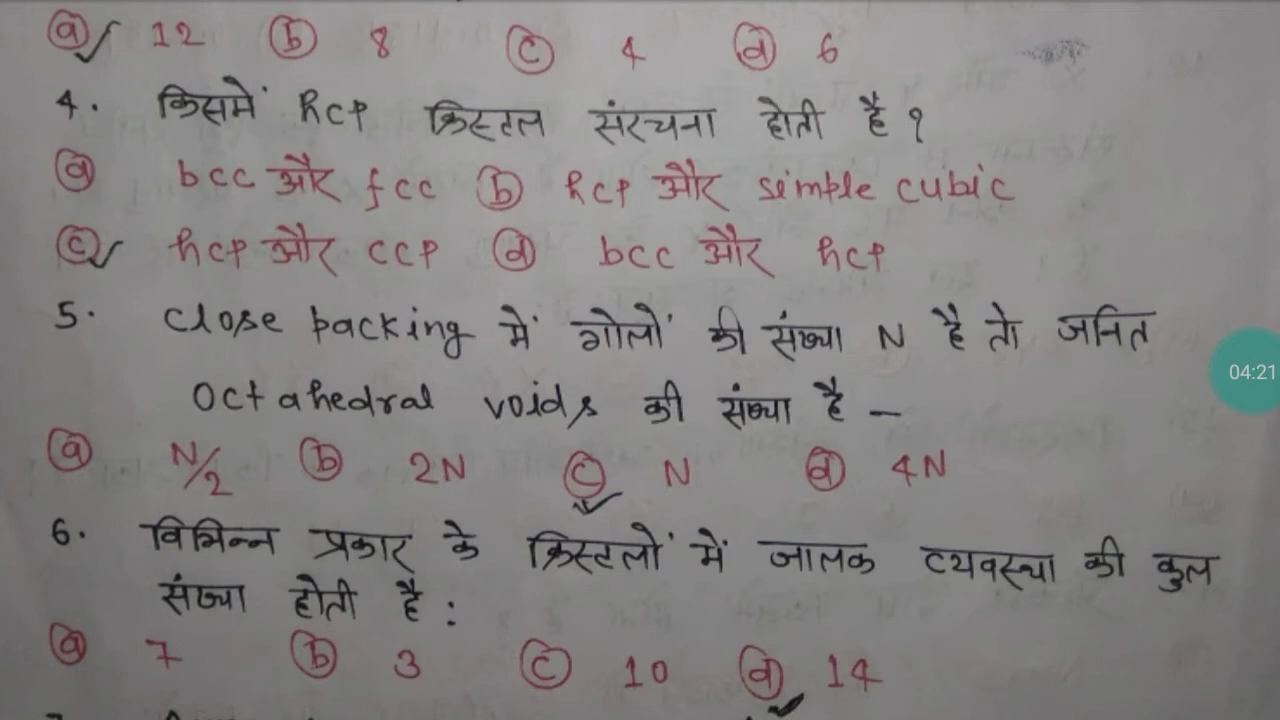 (a) 12 (b) 8 (c) 4 (d) 6
4. किसमें hcp क्रिस्टल संरचना होती है ?
(a) bcc और fcc (b) hcp और simple cubic
(c) hcp और ccp (d) bcc और hcp
5. Close packing में गोलों की संख्या N है तो जनित
Octahedral voids की संख्या है -
04:21
(a) N/2 (b) 2N (c) N (d) 4N
6. विभिन्न प्रकार के क्रिस्टलों में जालक व्यवस्था की कुल
संख्या होती है :
(a) 7 (b) 3 (c) 10 (d) 14